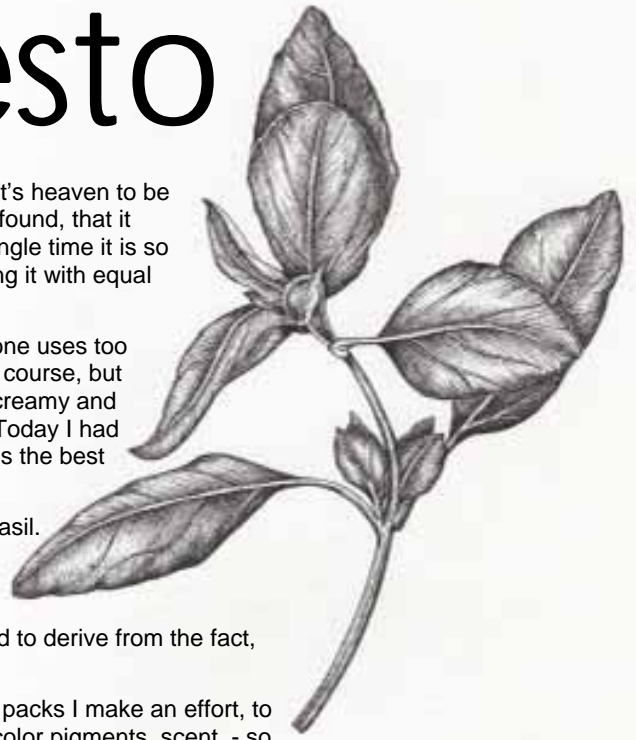 esto
t’s heaven to be
found, that it
ngle time it is so
ng it with equal
one uses too
course, but
creamy and
Today I had
s the best
asil.
d to derive from the fact,
packs I make an effort, to
color pigments, scent, - so